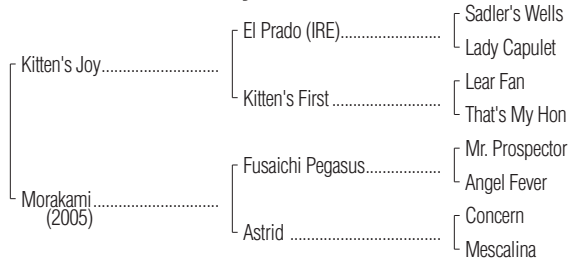 Sadler's Wells
El Prado (IRE)........................
Lady Capulet
Kitten's Joy............................
Lear Fan
Kitten's First ..........................
That's My Hon
Mr. Prospector
Fusaichi Pegasus.................
Angel Fever
Morakami..............................
(2005)
Concern
Astrid ....................................
Mescalina